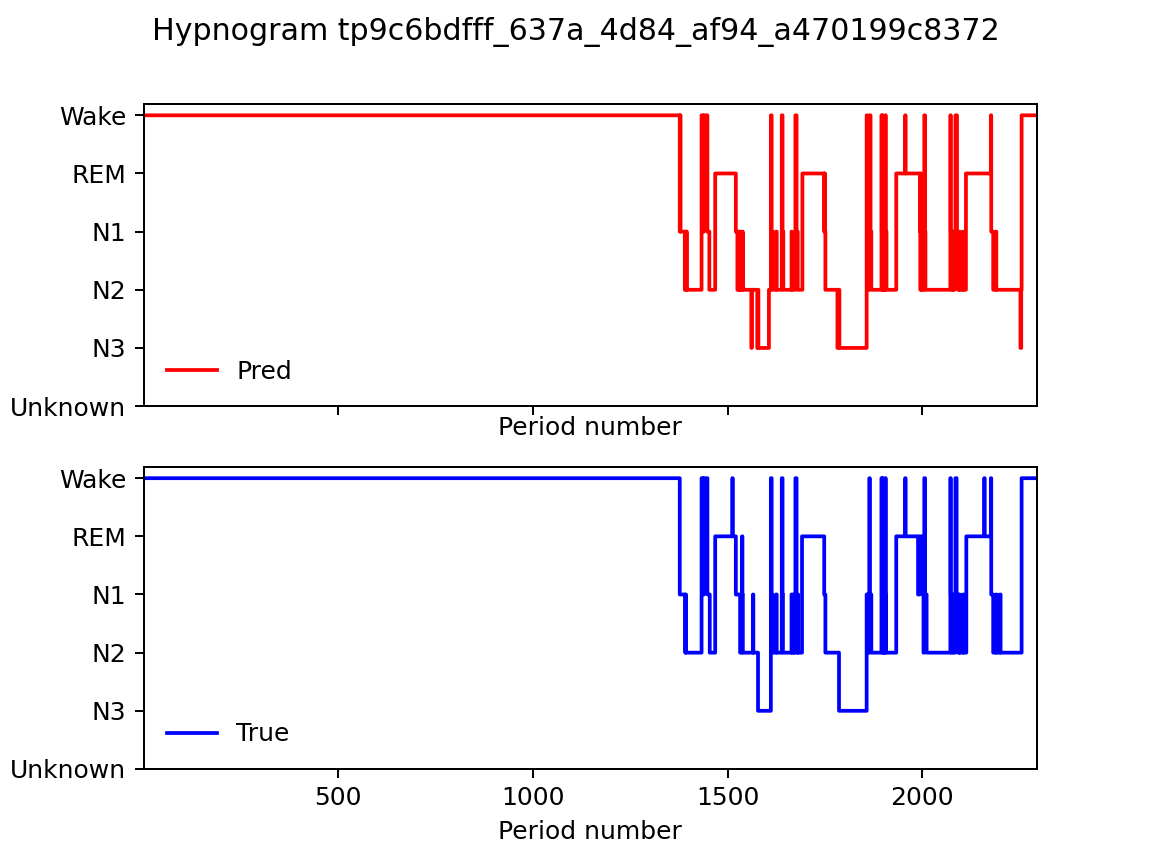 Hypnogram tp9c6bdfff_637a_4d84_af94_a470199c8372
Wake
REM
N1
N2
N3
Unknown
Pred
Period number
Wake
REM
N1
N2
N3
Unknown
True
500 1000 1500 2000
Period number